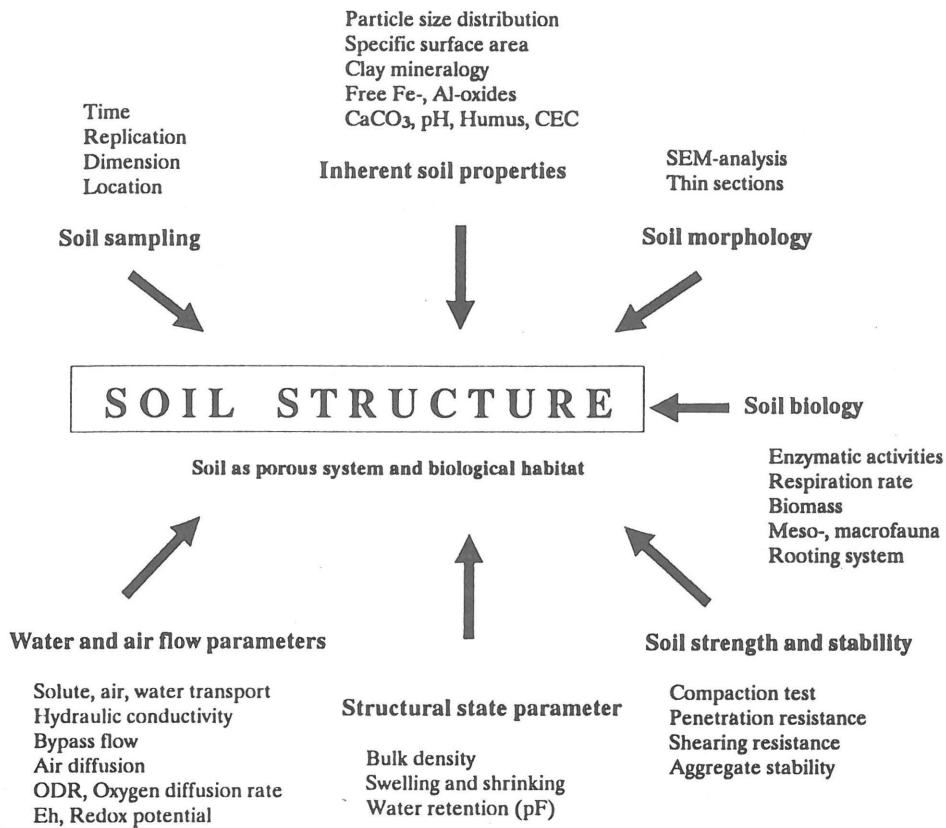 Particle size distribution
Specific surface area
Clay mineralogy
Free Fe-, Al-oxides
CaCO₃, pH, Humus, CEC
Inherent soil properties
Time
Replication
Dimension
Location
Soil sampling
SEM-analysis
Thin sections
Soil morphology
SOIL STRUCTURE
Soil as porous system and biological habitat
Soil biology
Enzymatic activities
Respiration rate
Biomass
Meso-, macrofauna
Rooting system
Water and air flow parameters
Solute, air, water transport
Hydraulic conductivity
Bypass flow
Air diffusion
ODR, Oxygen diffusion rate
Eh, Redox potential
Structural state parameter
Bulk density
Swelling and shrinking
Water retention (pF)
Soil strength and stability
Compaction test
Penetration resistance
Shearing resistance
Aggregate stability